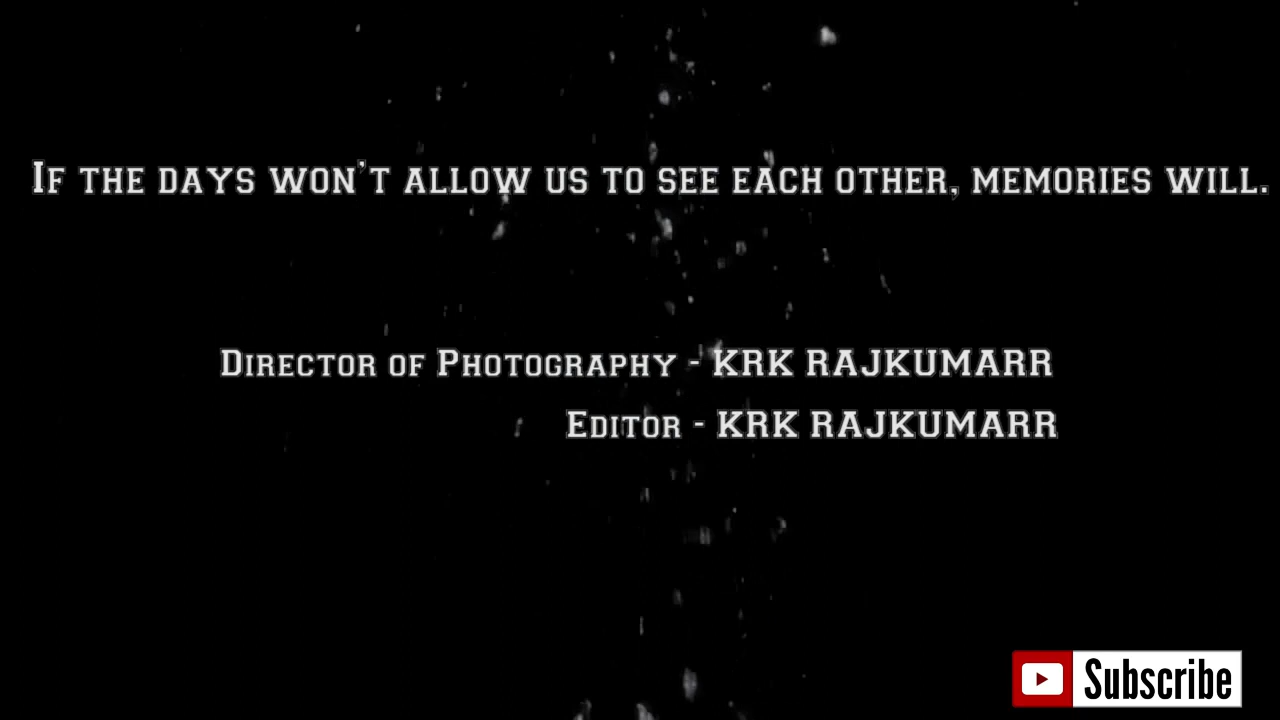 If the days won't allow us to see each other, memories will.
Director of Photography - KRK RAJKUMARR
Editor - KRK RAJKUMARR
Subscribe